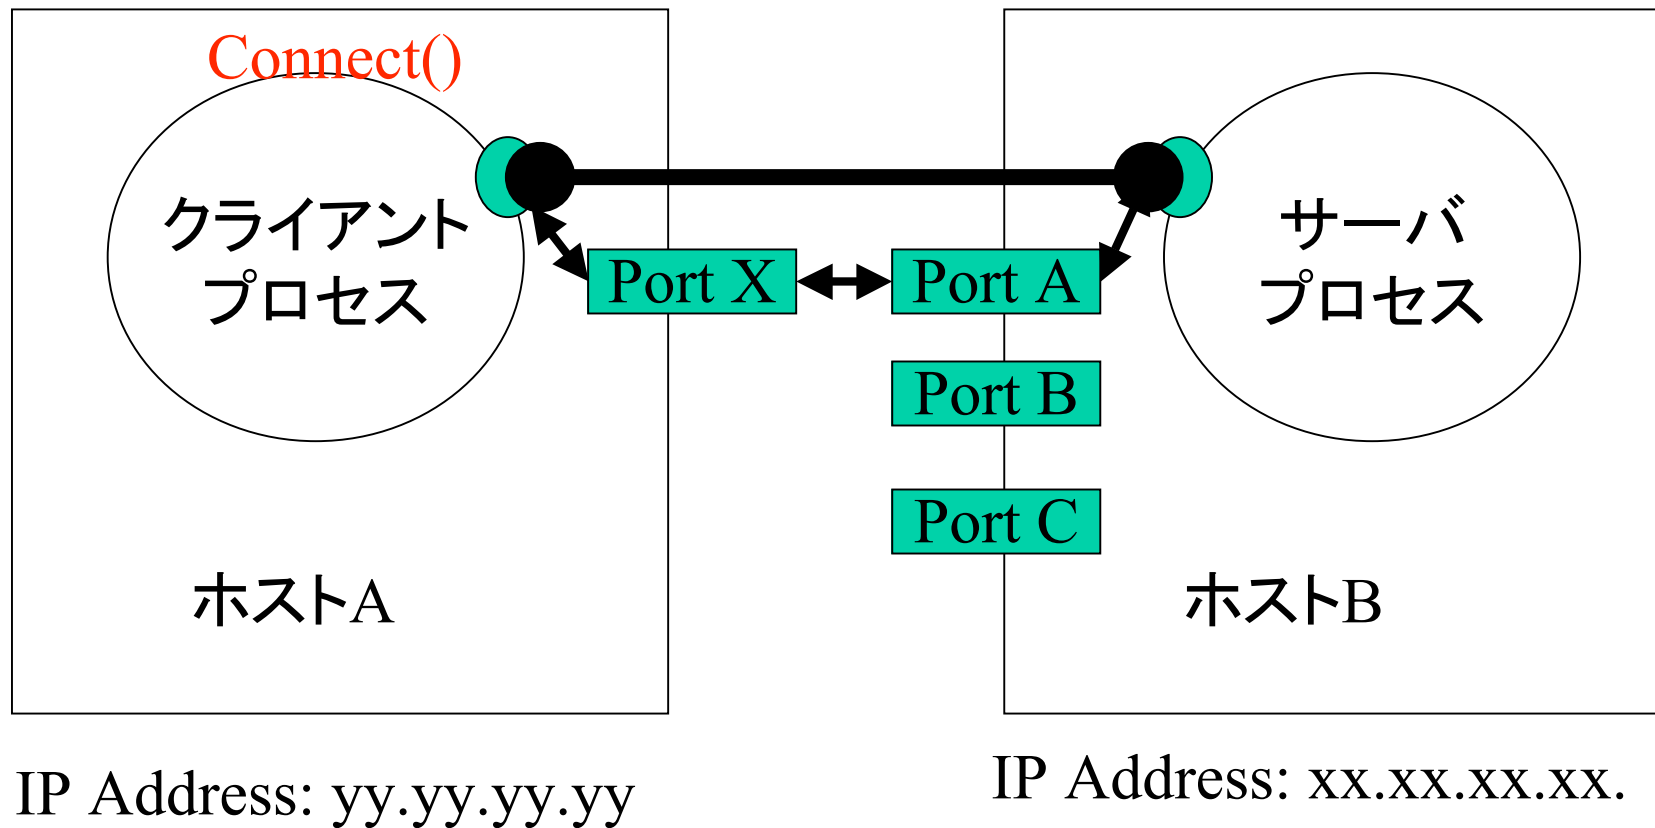 Connect()
クライアント
プロセス
サーバ
プロセス
Port X
Port A
Port B
Port C
ホストA
ホストB
IP Address: yy.yy.yy.yy
IP Address: xx.xx.xx.xx.